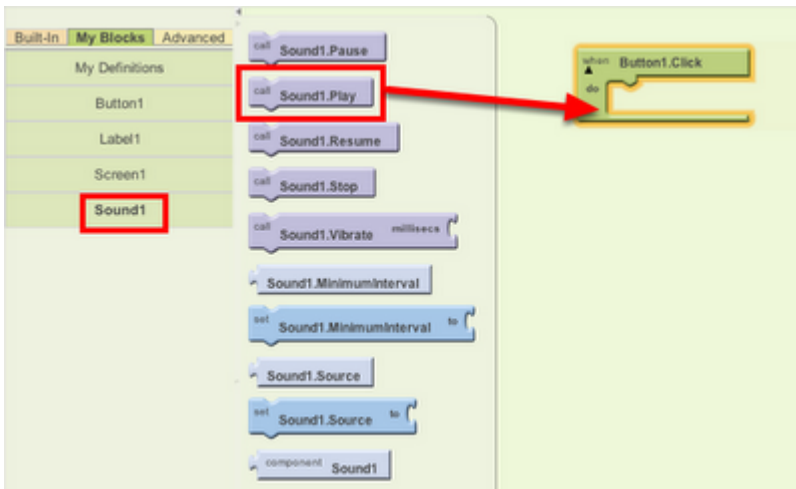 Built-In My Blocks Advanced
My Definitions
Button1
Label1
Screen1
Sound1
call Sound1.Pause
call Sound1.Play
call Sound1.Resume
call Sound1.Stop
call Sound1.Vibrate millisecs
Sound1.MinimumInterval
set Sound1.MinimumInterval to
Sound1.Source
set Sound1.Source to
component Sound1
when Button1.Click
do